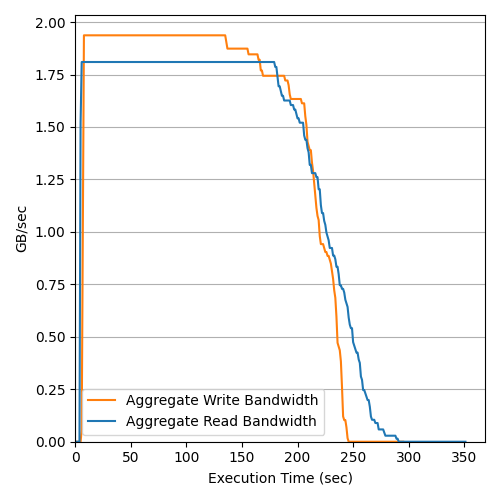 2.00
1.75
1.50
1.25
1.00
0.75
0.50
0.25
0.00
GB/sec
Aggregate Write Bandwidth
Aggregate Read Bandwidth
0 50 100 150 200 250 300 350
Execution Time (sec)